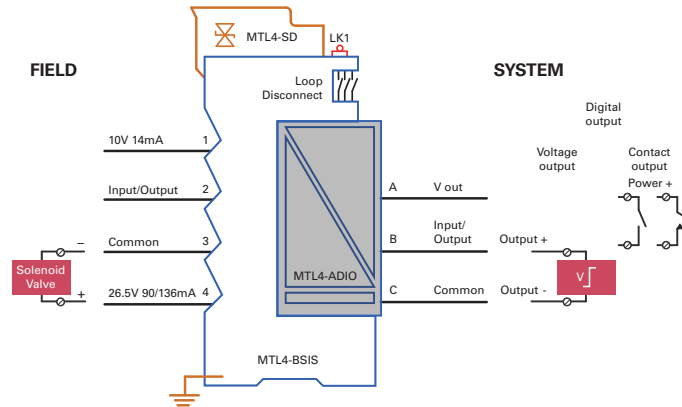 MTL4-SD
LK1
FIELD
SYSTEM
Loop
Disconnect
Digital
output
Voltage
output
Contact
output
Power +
10V 14mA
1
Input/Output
2
A
V out
–
Common
3
B
Input/
Output
Output +
Solenoid
Valve
+
26.5V 90/136mA
4
MTL4-ADIO
C
Common
Output -
V
MTL4-BSIS